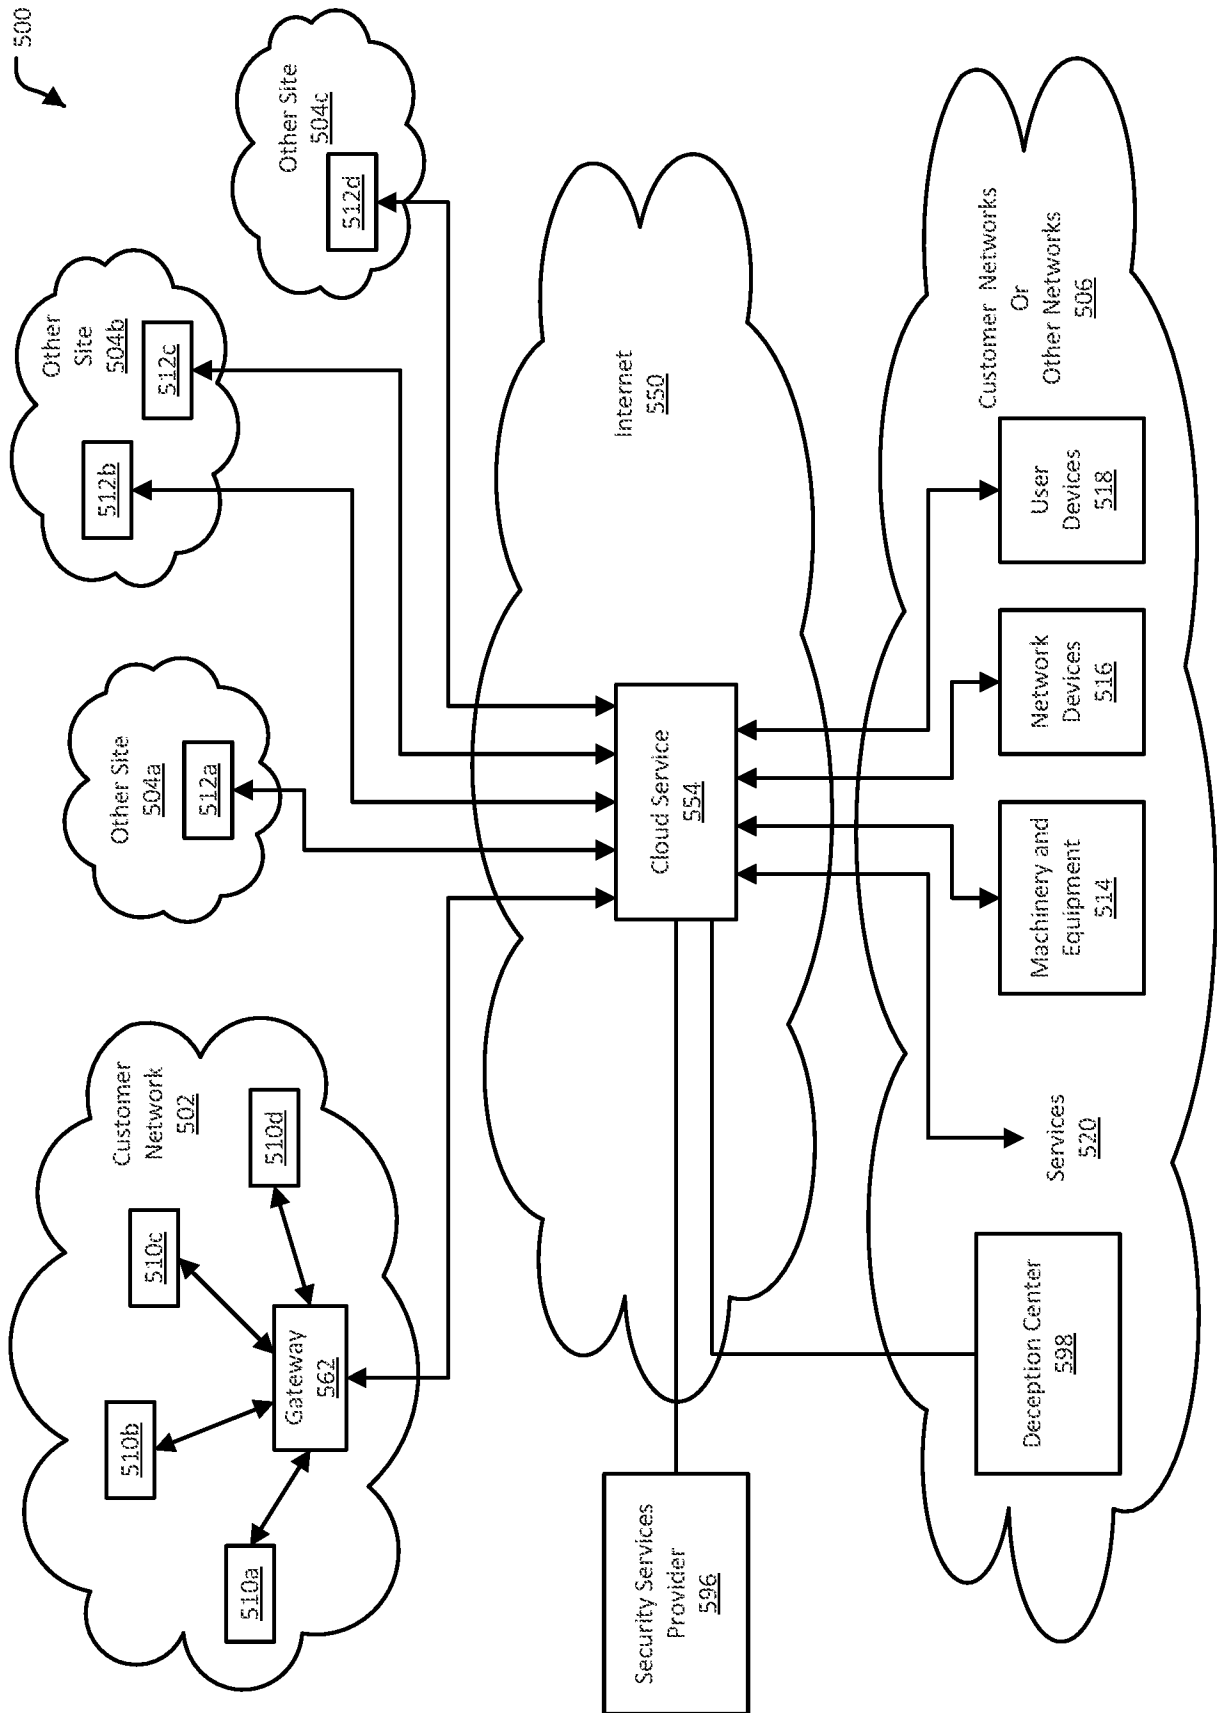 500
Customer
Network
502
510a
510b
510c
510d
Gateway
562
Other Site
504a
512a
Other
Site
504b
512b
512c
Other Site
504c
512d
Internet
550
Cloud Service
554
Security Services
Provider
596
Customer Networks
Or
Other Networks
506
Deception Center
598
Services
520
Machinery and
Equipment
514
Network
Devices
516
User
Devices
518